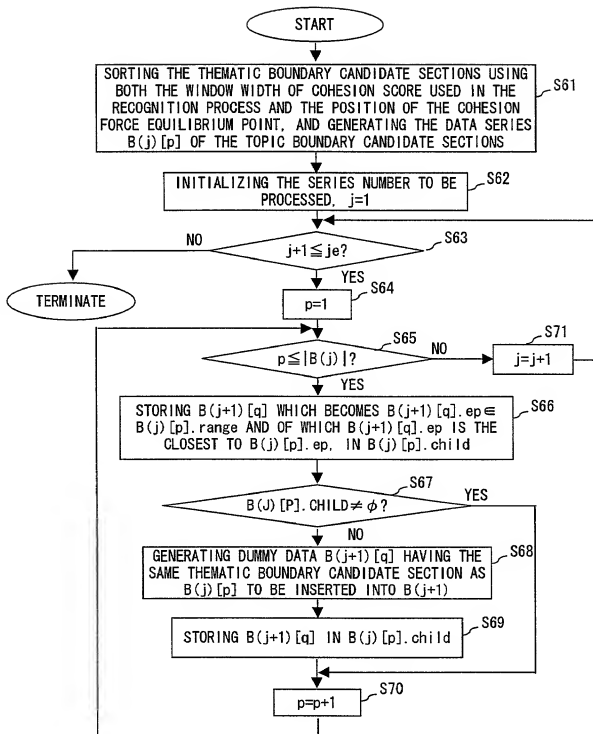 START
SORTING THE THEMATIC BOUNDARY CANDIDATE SECTIONS USING
BOTH THE WINDOW WIDTH OF COHESION SCORE USED IN THE
RECOGNITION PROCESS AND THE POSITION OF THE COHESION
FORCE EQUILIBRIUM POINT, AND GENERATING THE DATA SERIES
B(j)[p] OF THE TOPIC BOUNDARY CANDIDATE SECTIONS
S61
INITIALIZING THE SERIES NUMBER TO BE
PROCESSED, j=1
S62
j+1≦je?
S63
NO
YES
TERMINATE
p=1
S64
p≦|B(j)|?
S65
NO
YES
j=j+1
S71
STORING B(j+1)[q] WHICH BECOMES B(j+1)[q].ep∈
B(j)[p].range AND OF WHICH B(j+1)[q].ep IS THE
CLOSEST TO B(j)[p].ep, IN B(j)[p].child
S66
B(J)[P].CHILD≠φ?
S67
YES
NO
GENERATING DUMMY DATA B(j+1)[q] HAVING THE
SAME THEMATIC BOUNDARY CANDIDATE SECTION AS
B(j)[p] TO BE INSERTED INTO B(j+1)
S68
STORING B(j+1)[q] IN B(j)[p].child
S69
p=p+1
S70